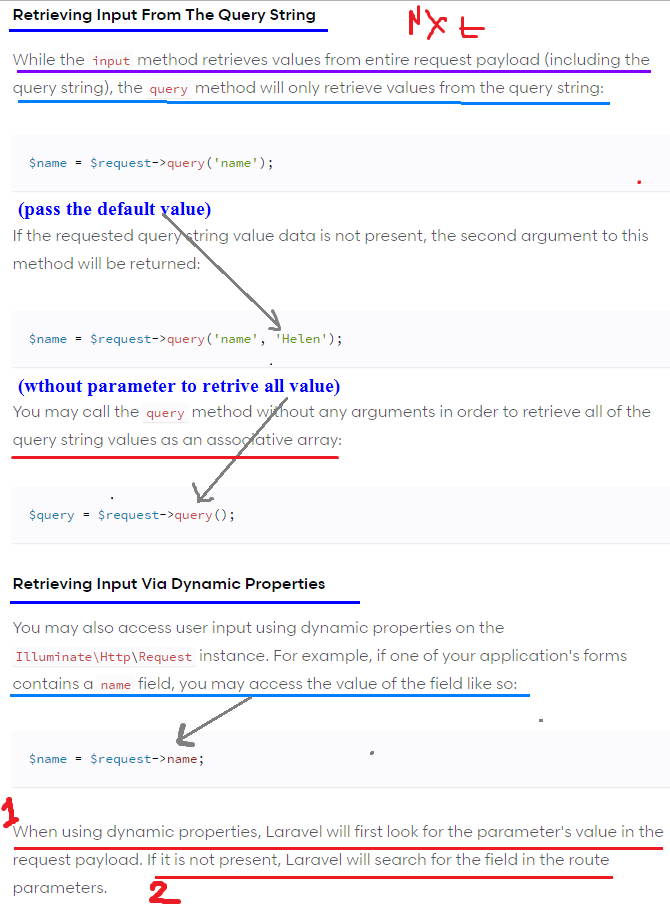 Retrieving Input From The Query String
NXt
While the input method retrieves values from entire request payload (including the
query string), the query method will only retrieve values from the query string:
$name = $request->query('name');
(pass the default value)
If the requested query string value data is not present, the second argument to this
method will be returned:
$name = $request->query('name', 'Helen');
(wthout parameter to retrive all value)
You may call the query method without any arguments in order to retrieve all of the
query string values as an associative array:
$query = $request->query();
Retrieving Input Via Dynamic Properties
You may also access user input using dynamic properties on the
Illuminate\Http\Request instance. For example, if one of your application's forms
contains a name field, you may access the value of the field like so:
$name = $request->name;
1
When using dynamic properties, Laravel will first look for the parameter's value in the
request payload. If it is not present, Laravel will search for the field in the route
parameters.
2